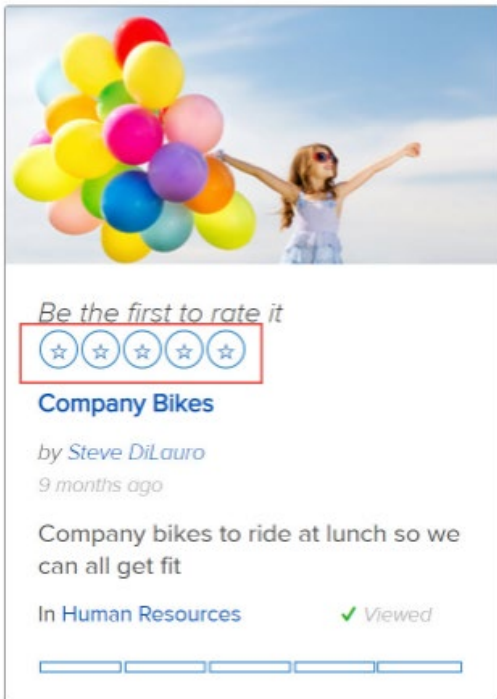 Be the first to rate it
Company Bikes
by Steve DiLauro
9 months ago
Company bikes to ride at lunch so we
can all get fit
In Human Resources ✓ Viewed